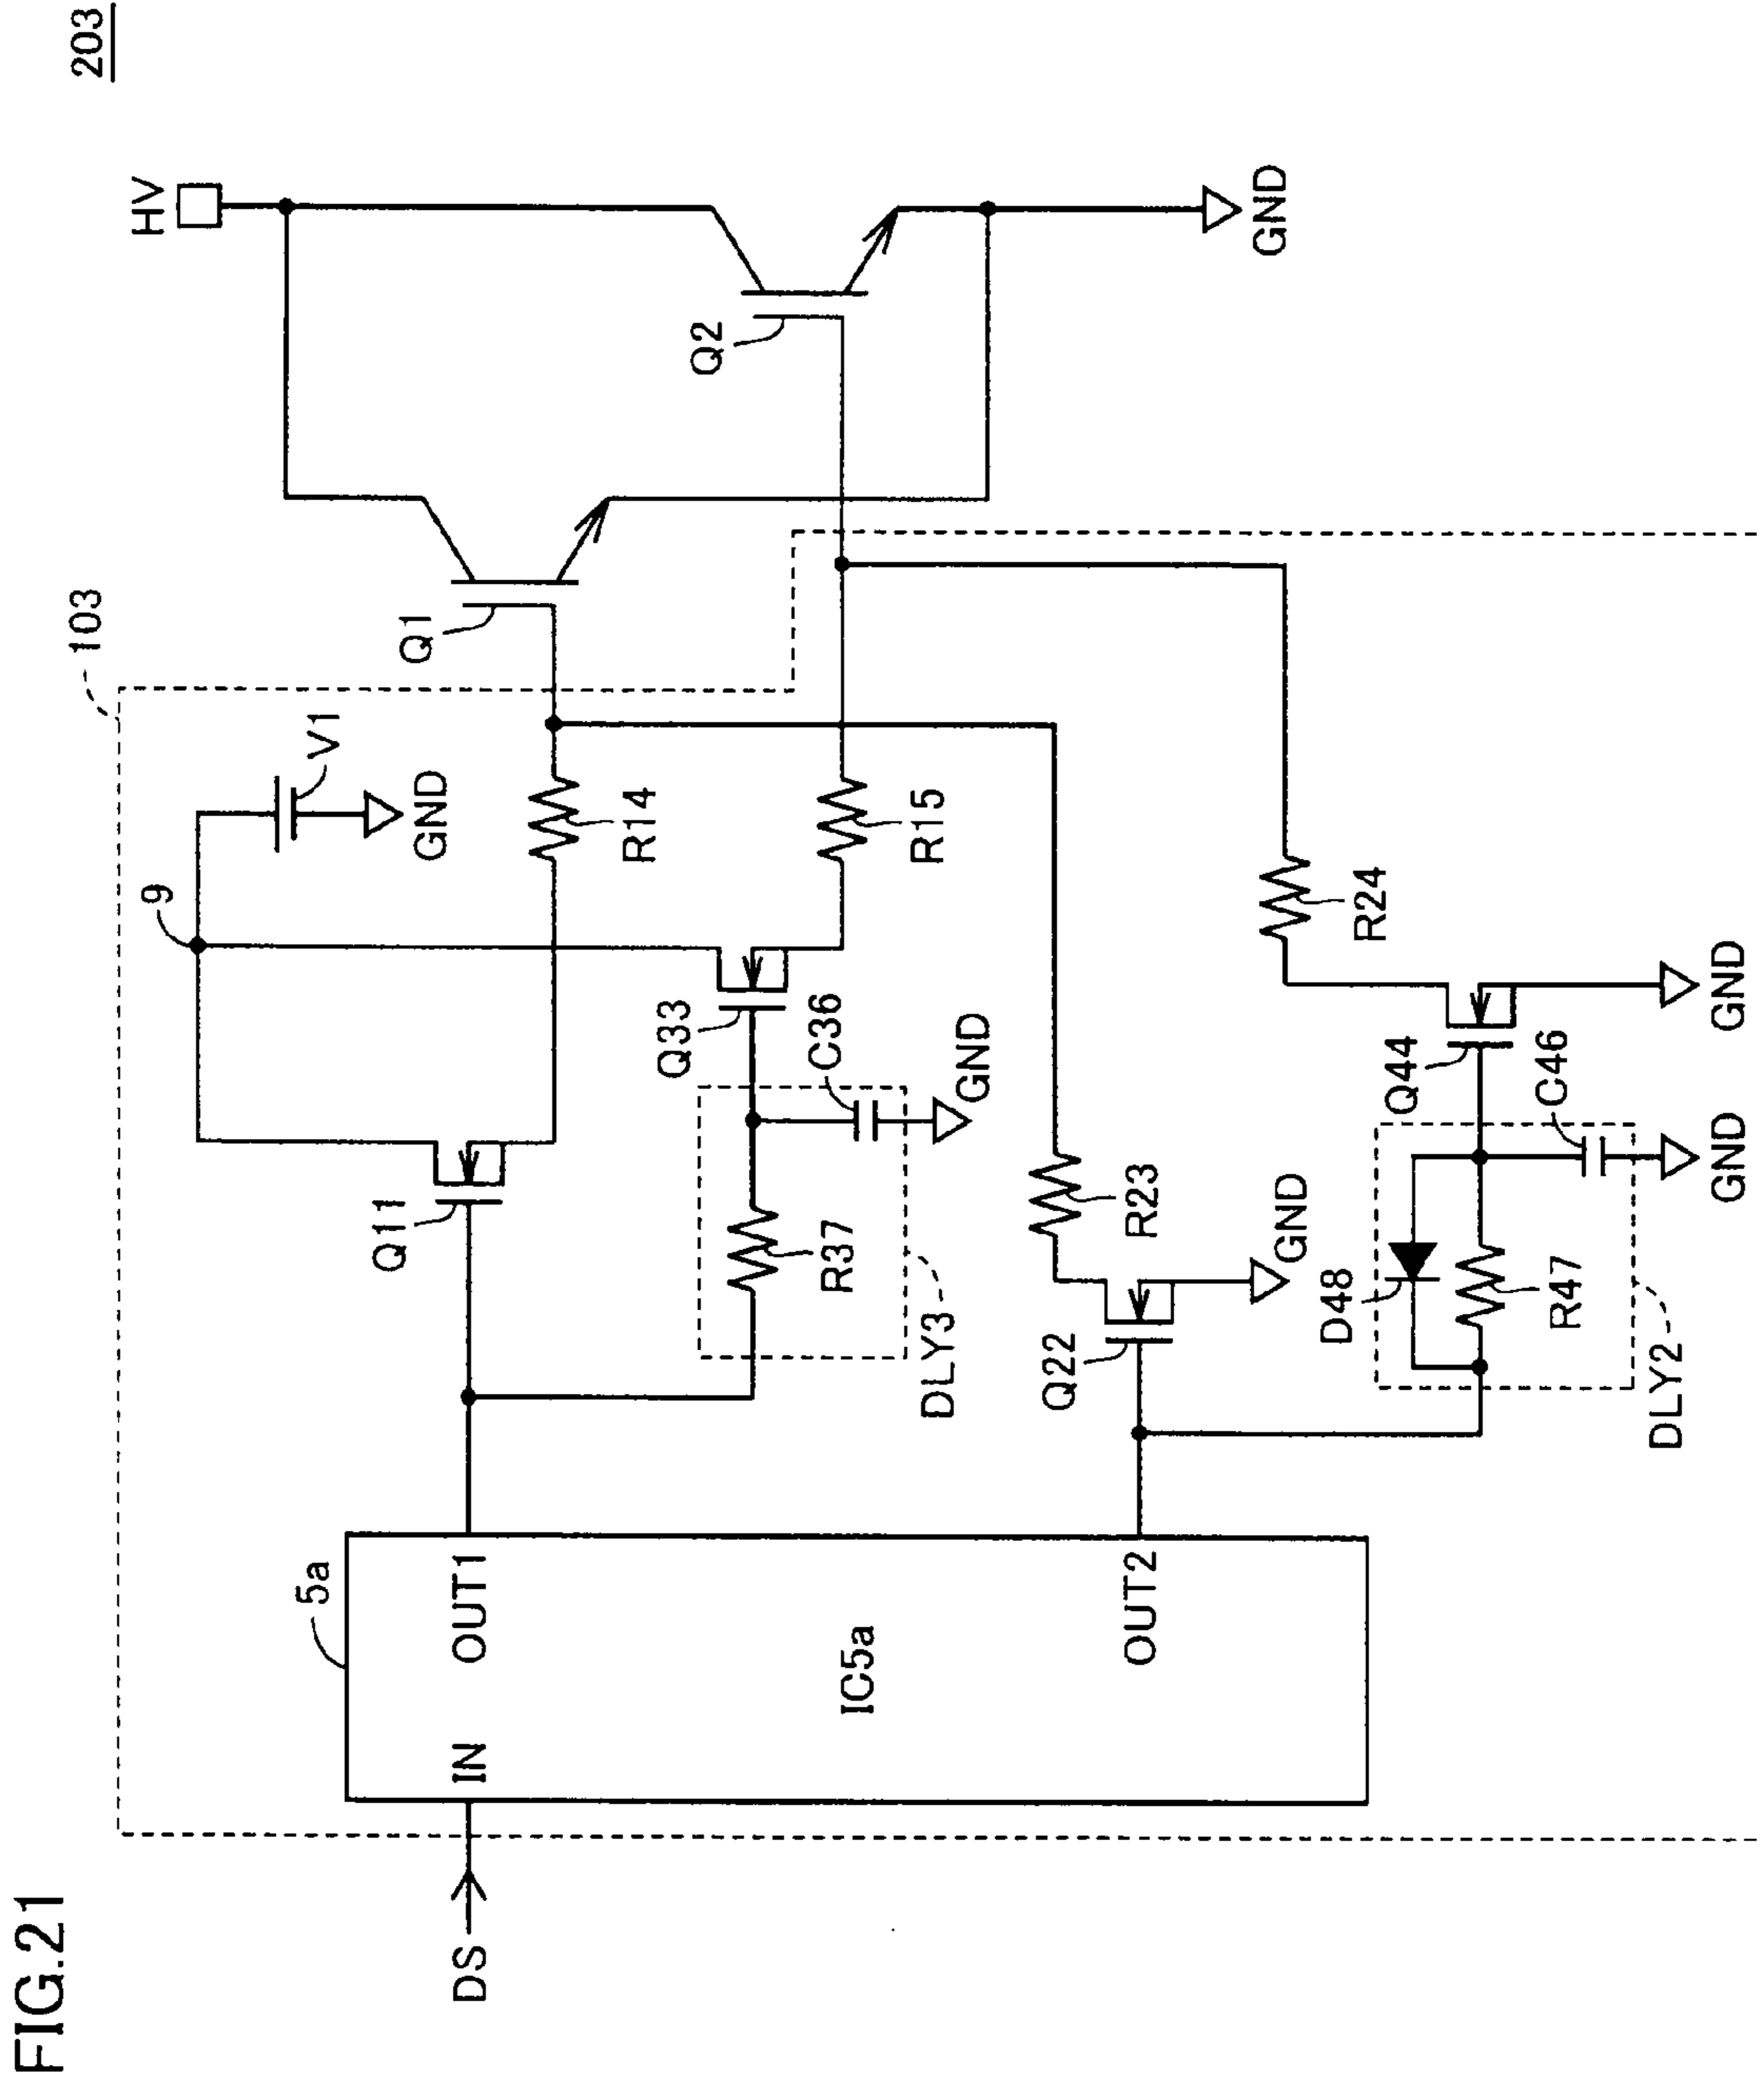 FIG.21
203
103
HV
9
V1
GND
Q11
Q1
5a
R14
DS
IN
OUT1
Q33
Q2
R37
C36
R15
GND
DLY3
IC5a
Q22
R23
GND
GND
OUT2
D48
Q44
R24
R47
C46
DLY2
GND
GND